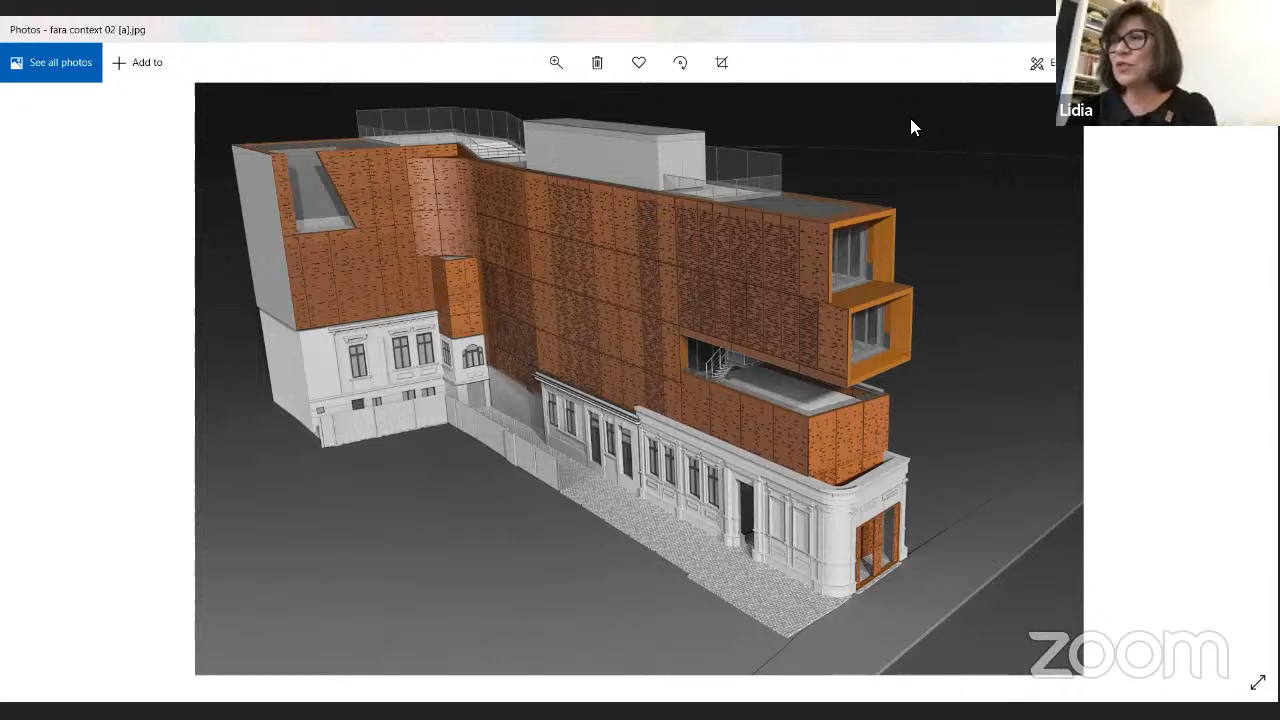 Photos - fara context 02 [a].jpg
See all photos
Add to
Lidia
zoom